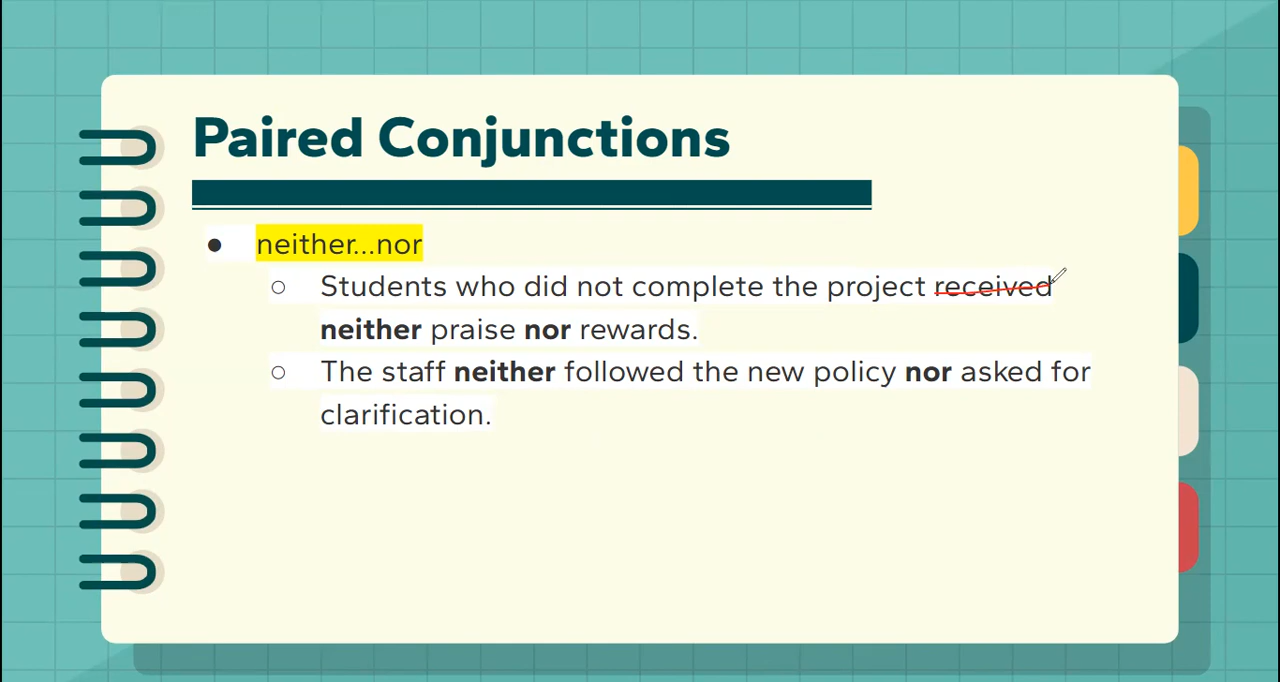 Paired Conjunctions
● neither...nor
○ Students who did not complete the project received
neither praise nor rewards.
○ The staff neither followed the new policy nor asked for
clarification.